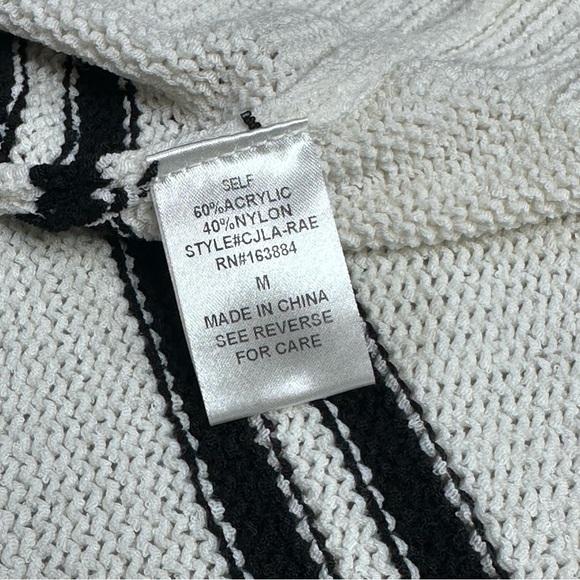 SELF
60%ACRYLIC
40%NYLON
STYLE#CJLA-RAE
RN#163884
M
MADE IN CHINA
SEE REVERSE
FOR CARE